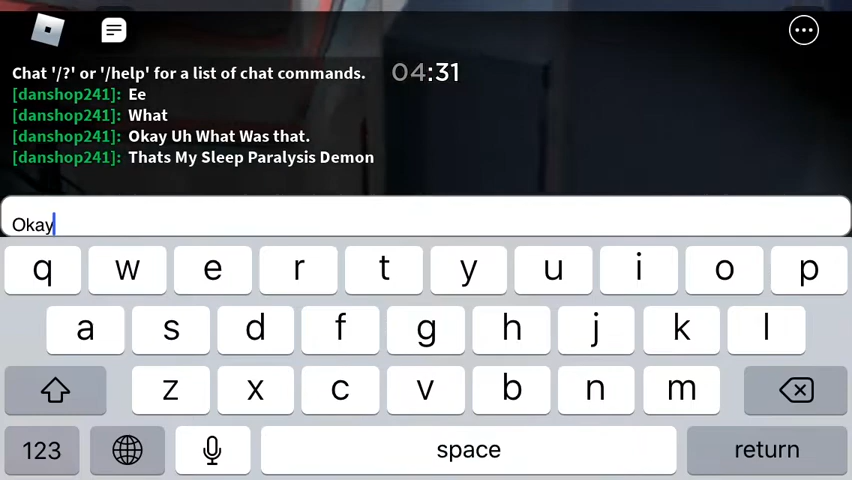 Chat '/?' or '/help' for a list of chat commands.
04:31
[danshop241]: Ee
[danshop241]: What
[danshop241]: Okay Uh What Was that.
[danshop241]: Thats My Sleep Paralysis Demon
Okay
q w e r t y u i o p
a s d f g h j k l
z x c v b n m
123 space return